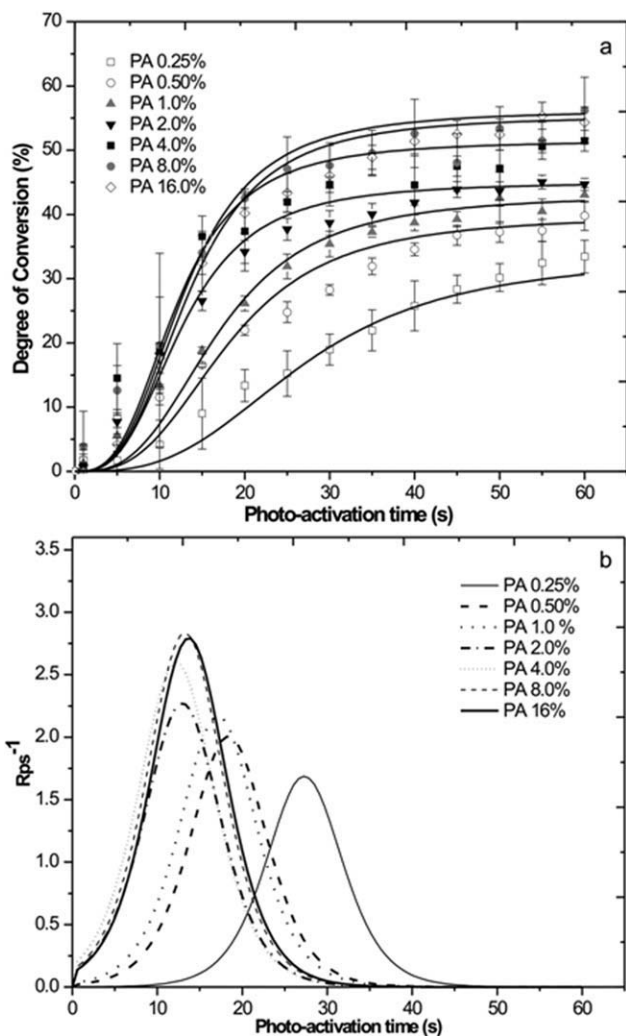 a
PA 0.25%
PA 0.50%
PA 1.0%
PA 2.0%
PA 4.0%
PA 8.0%
PA 16.0%
70
60
50
40
30
20
10
0
Degree of Conversion (%)
0 10 20 30 40 50 60
Photo-activation time (s)
b
PA 0.25%
PA 0.50%
PA 1.0 %
PA 2.0%
PA 4.0%
PA 8.0%
PA 16%
3.5
3.0
2.5
2.0
1.5
1.0
0.5
0.0
Rps-1
0 10 20 30 40 50 60
Photo-activation time (s)